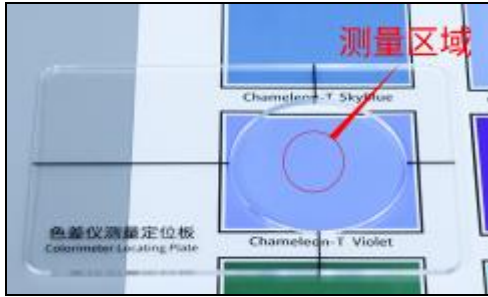 测量区域
Chameleon-T SkyBlue
色差仪测量定位板
Colorimeter Locating Plate
Chameleon-T Violet